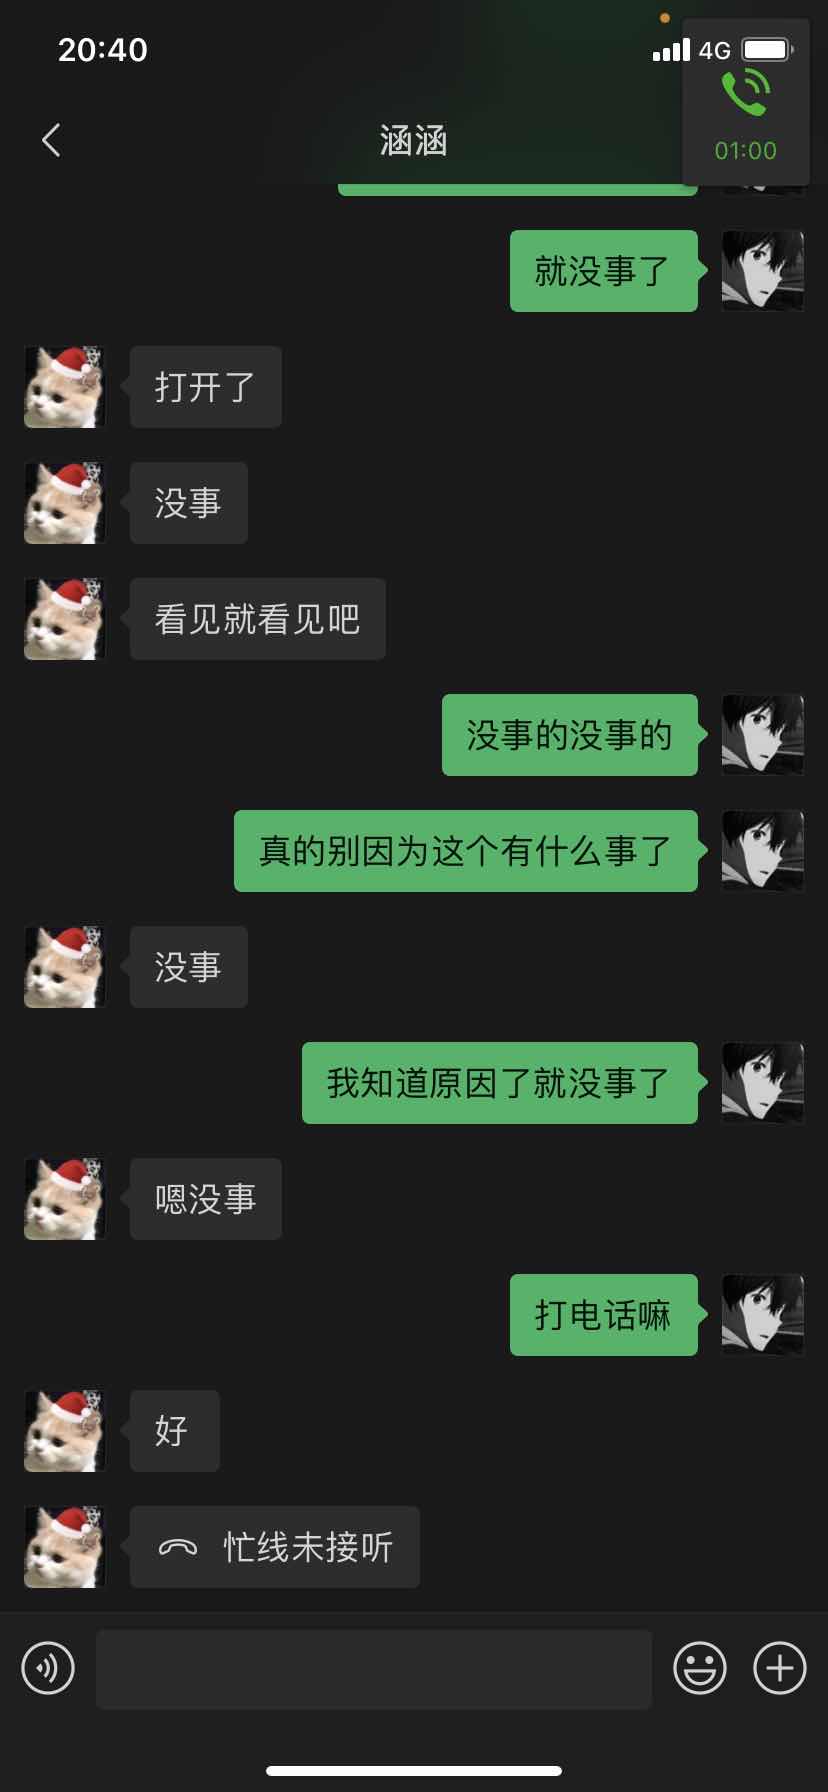 20:40
4G
01:00
涵涵
就没事了
打开了
没事
看见就看见吧
没事的没事的
真的别因为这个有什么事了
没事
我知道原因了就没事了
嗯没事
打电话嘛
好
忙线未接听